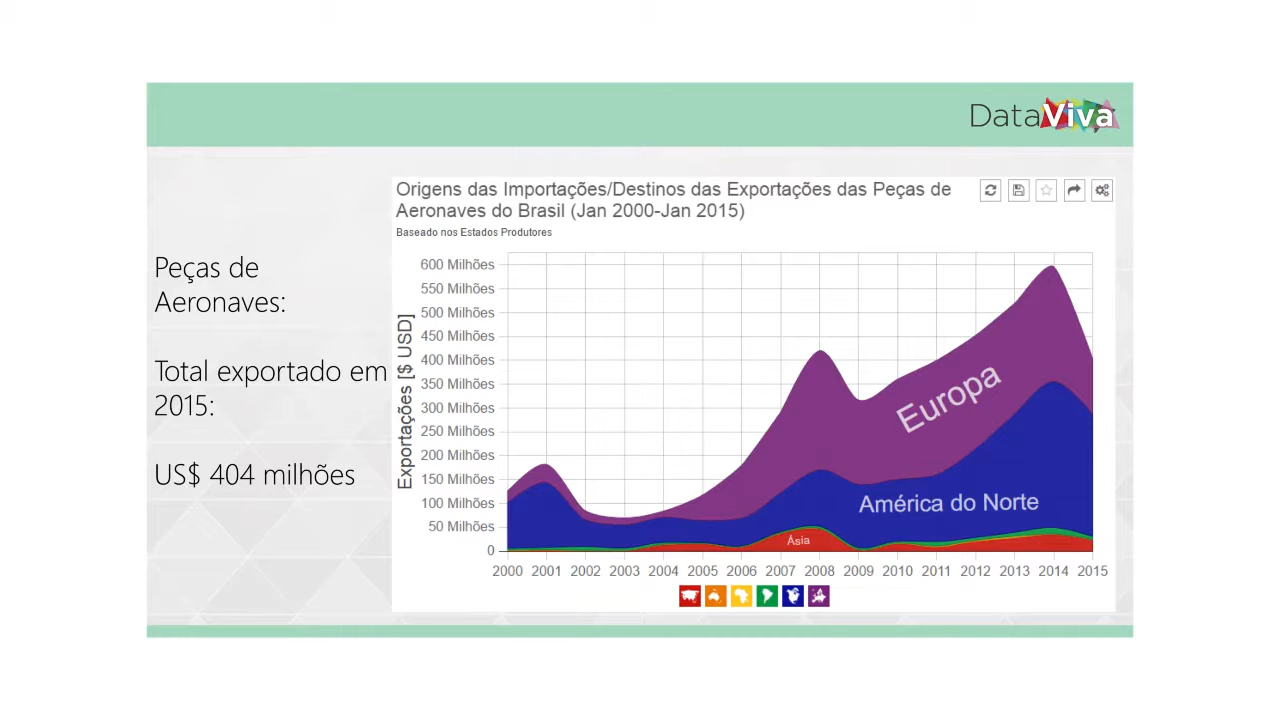 DataViva
Origens das Importações/Destinos das Exportações das Peças de
Aeronaves do Brasil (Jan 2000-Jan 2015)
Baseado nos Estados Produtores
Peças de
Aeronaves:
Total exportado em
2015:
US$ 404 milhões
Exportações [$ USD]
600 Milhões
550 Milhões
500 Milhões
450 Milhões
400 Milhões
350 Milhões
300 Milhões
250 Milhões
200 Milhões
150 Milhões
100 Milhões
50 Milhões
0
Europa
América do Norte
Ásia
2000 2001 2002 2003 2004 2005 2006 2007 2008 2009 2010 2011 2012 2013 2014 2015